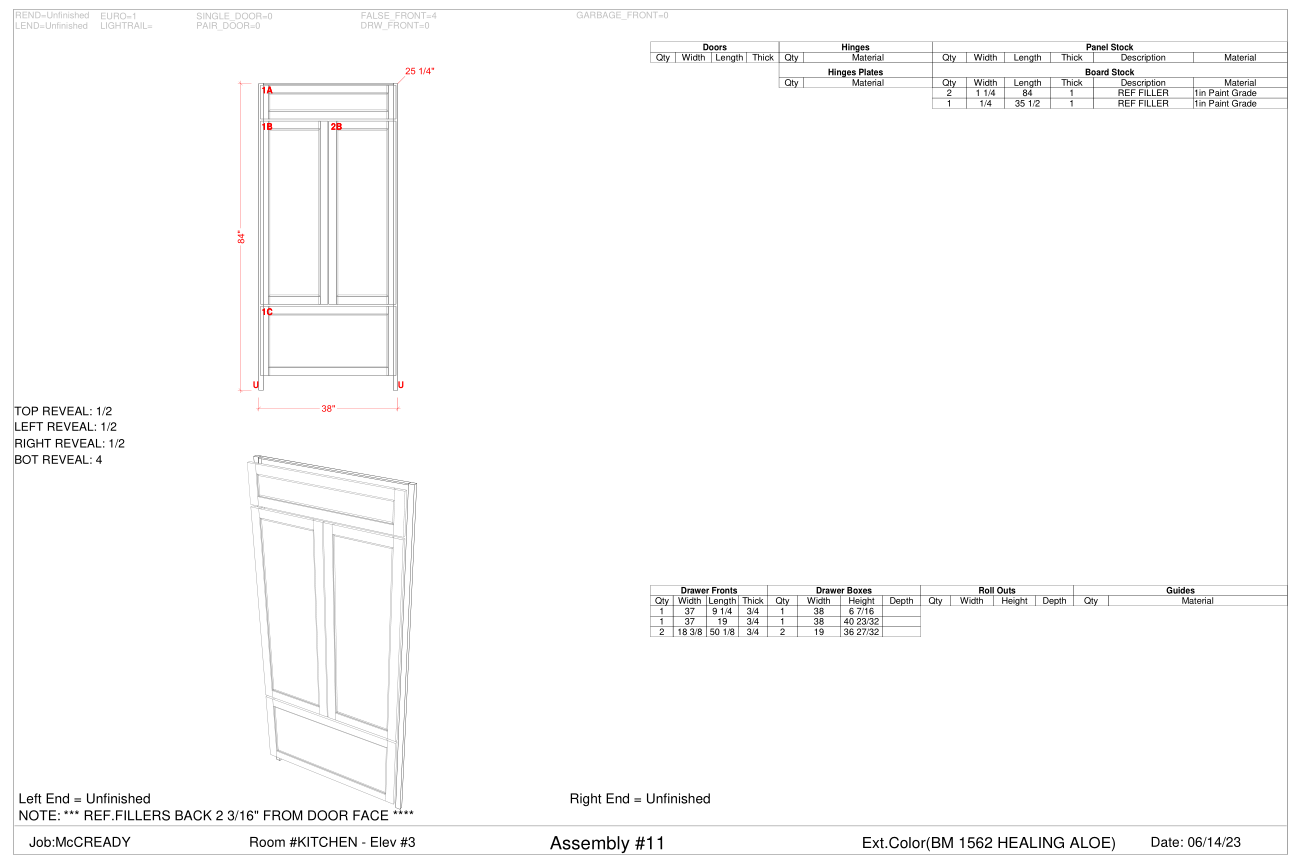 REND=Unfinished EURO=1 SINGLE_DOOR=0 FALSE_FRONT=4 GARBAGE_FRONT=0
LEND=Unfinished LIGHTRAIL= PAIR_DOOR=0 DRW_FRONT=0
Doors Hinges Panel Stock
Qty Width Length Thick Qty Material Qty Width Length Thick Description Material
Hinges Plates Board Stock
Qty Material Qty Width Length Thick Description Material
2 1 1/4 84 1 REF FILLER 1in Paint Grade
1 1/4 35 1/2 1 REF FILLER 1in Paint Grade
25 1/4"
1A
1B 2B
84"
1C
U U
38"
TOP REVEAL: 1/2
LEFT REVEAL: 1/2
RIGHT REVEAL: 1/2
BOT REVEAL: 4
Drawer Fronts Drawer Boxes Roll Outs Guides
Qty Width Length Thick Qty Width Height Depth Qty Width Height Depth Qty Material
1 37 9 1/4 3/4 1 38 6 7/16
1 37 19 3/4 1 38 40 23/32
2 18 3/8 50 1/8 3/4 2 19 36 27/32
Left End = Unfinished Right End = Unfinished
NOTE: *** REF.FILLERS BACK 2 3/16" FROM DOOR FACE ****
Job:McCREADY Room #KITCHEN - Elev #3 Assembly #11 Ext.Color(BM 1562 HEALING ALOE) Date: 06/14/23